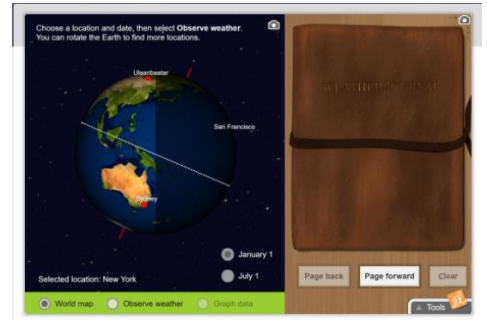 Choose a location and date, then select Observe weather.
You can rotate the Earth to find more locations.
Ulaanbaatar
San Francisco
Sydney
January 1
July 1
Selected location: New York
World map
Observe weather
Graph data
WEATHER JOURNAL
Page back
Page forward
Clear
Tools